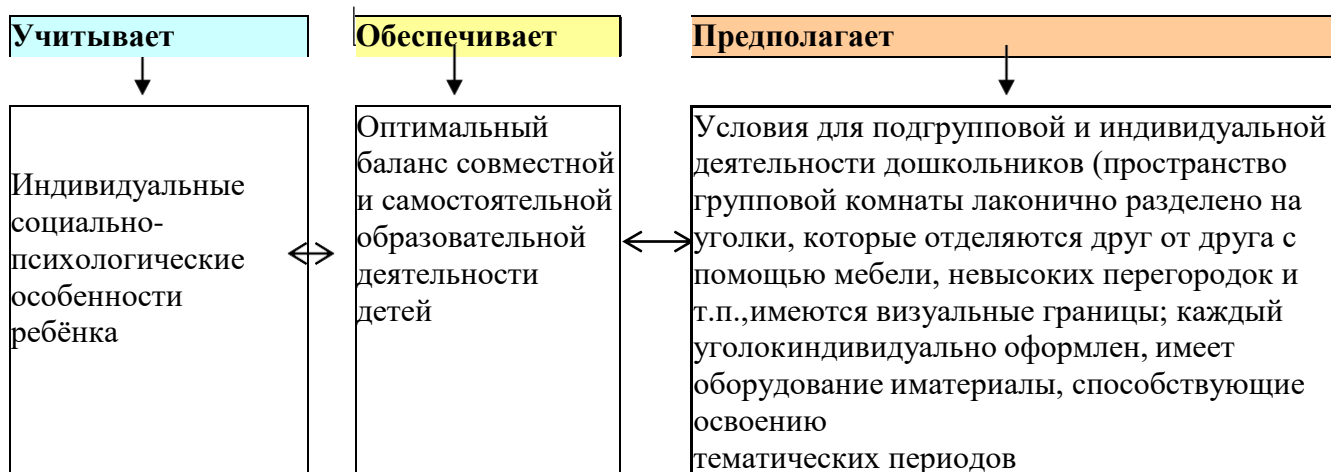 Учитывает
Обеспечивает
Предполагает
Индивидуальные
социально-
психологические
особенности
ребёнка
Оптимальный
баланс совместной
и самостоятельной
образовательной
деятельности
детей
Условия для подгрупповой и индивидуальной
деятельности дошкольников (пространство
групповой комнаты лаконично разделено на
уголки, которые отделяются друг от друга с
помощью мебели, невысоких перегородок и
т.п.,имеются визуальные границы; каждый
уголокиндивидуально оформлен, имеет
оборудование иматериалы, способствующие
освоению
тематических периодов